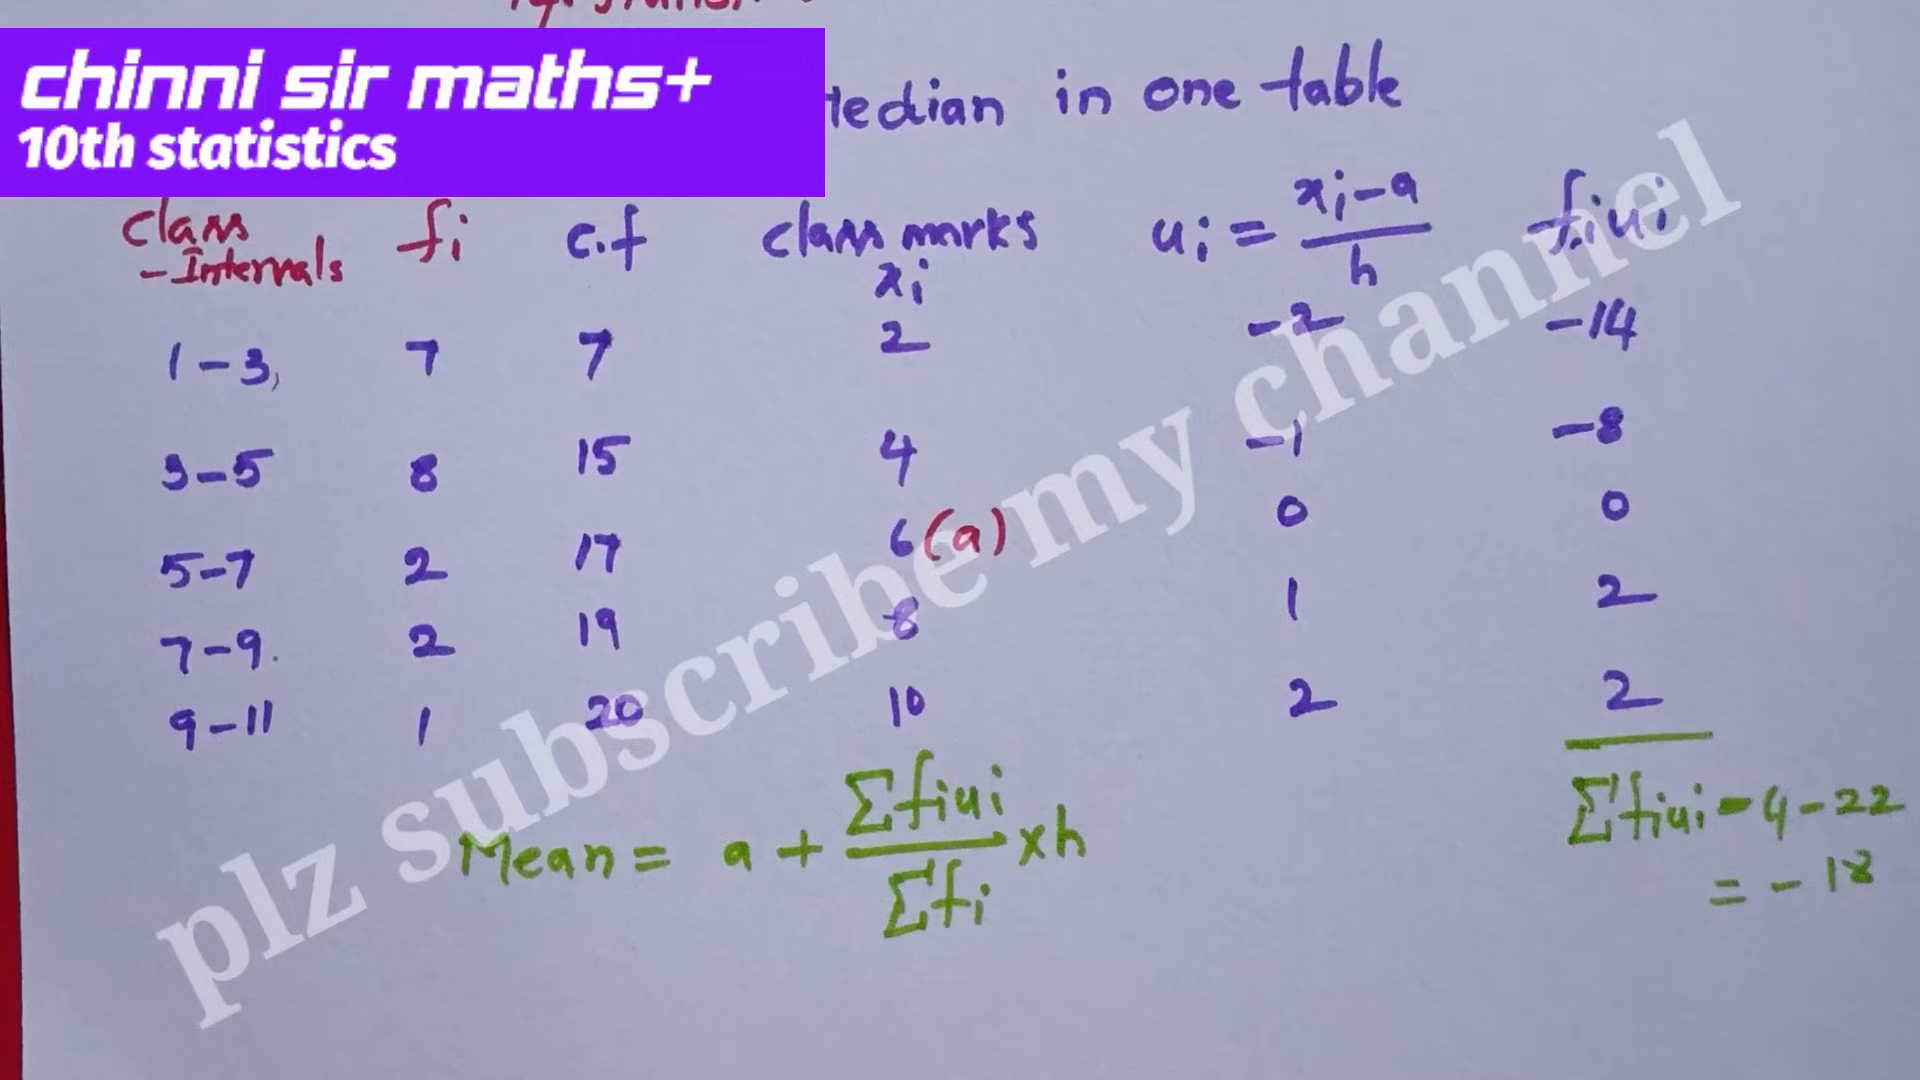 chinni sir maths+
10th statistics
Median in one table
class
-Intervals
fi c.f class marks xi ui = xi-a/h fiui
1-3, 7 7 2 -2 -14
3-5 8 15 4 -1 -8
5-7 2 17 6(a) 0 0
7-9. 2 19 8 1 2
9-11 1 20 10 2 2
Mean = a + Σfiui/Σfi xh
Σfiui = 4-22
= -18
plz subscribe my channel